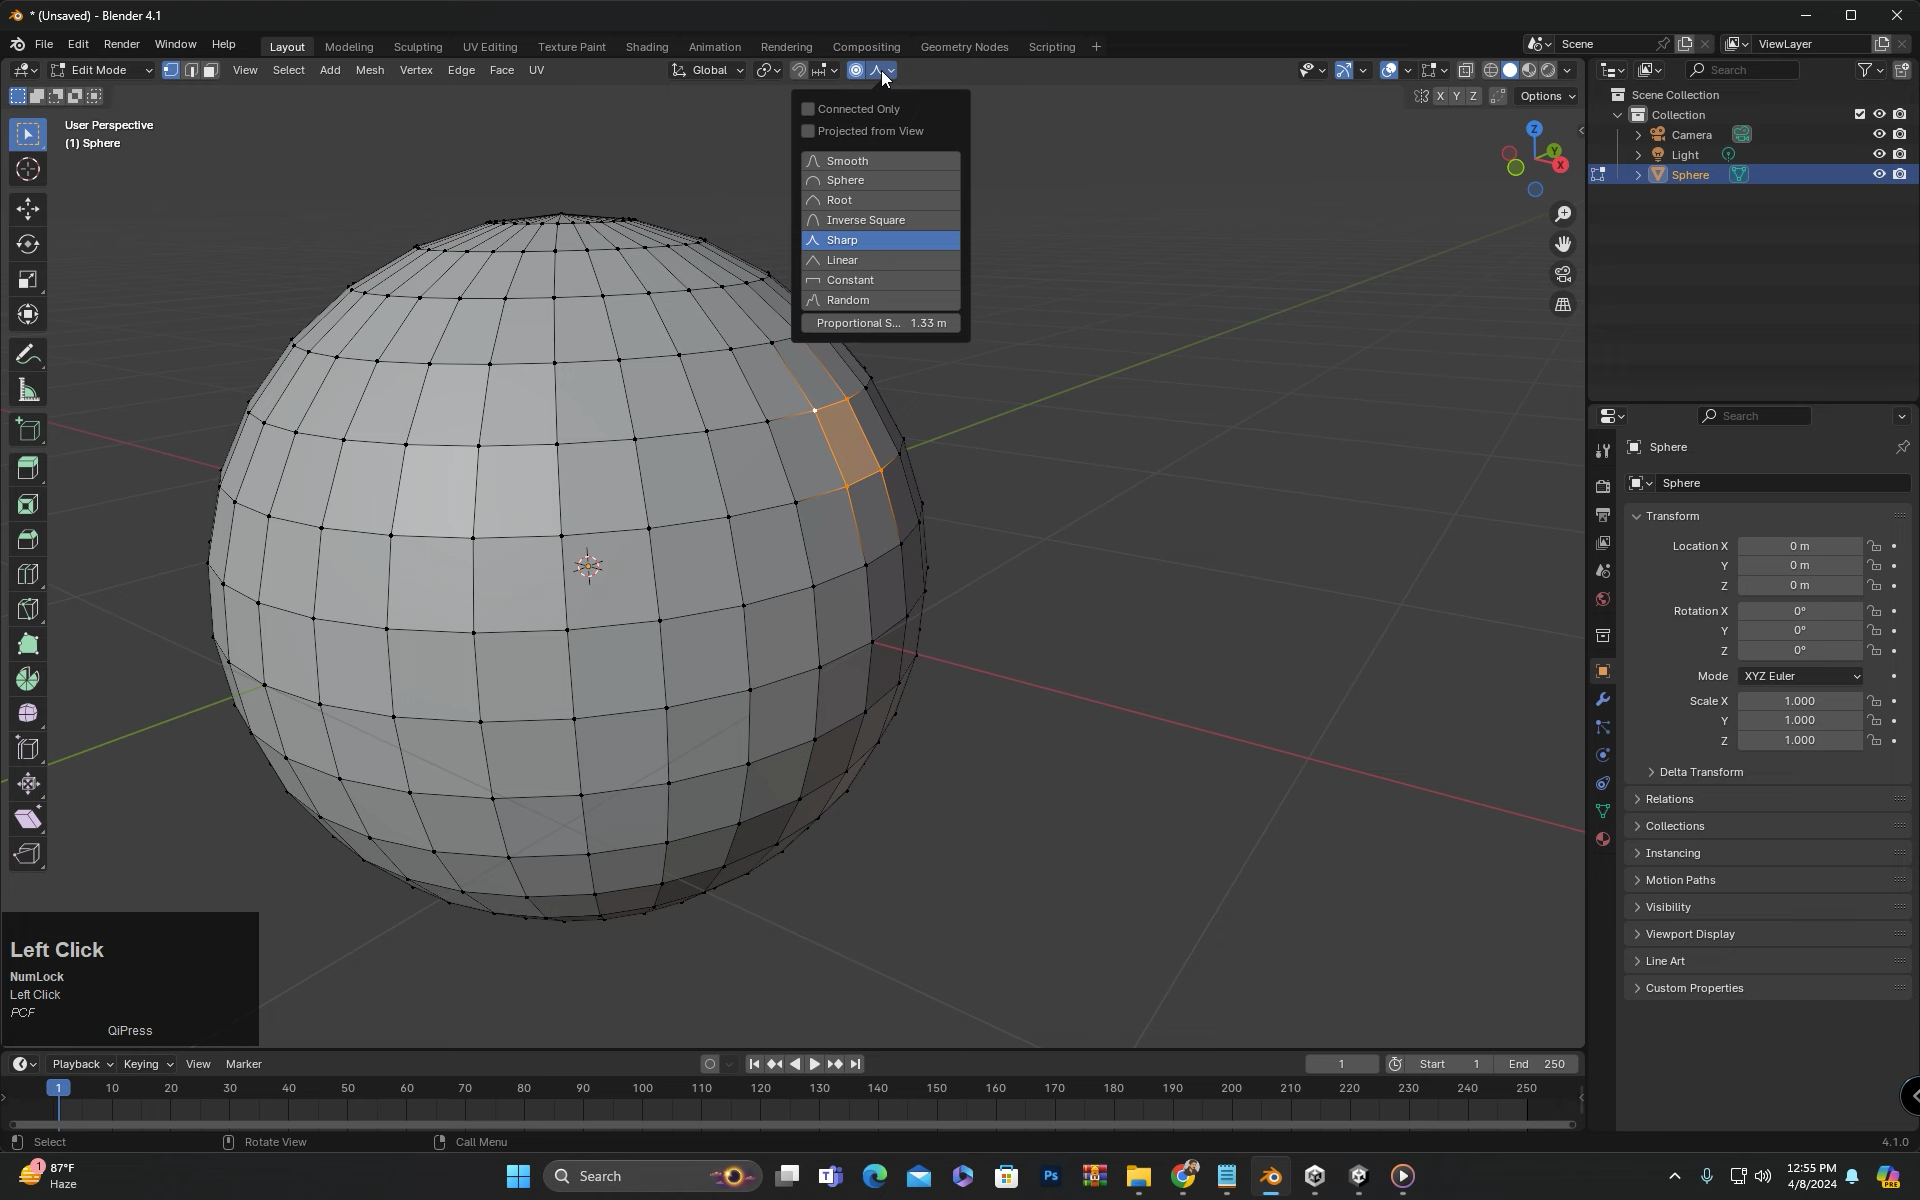 * (Unsaved) - Blender 4.1
File Edit Render Window Help Layout Modeling Sculpting UV Editing Texture Paint Shading Animation Rendering Compositing Geometry Nodes Scripting + Scene ViewLayer
Edit Mode View Select Add Mesh Vertex Edge Face UV Global Search
X Y Z Options
User Perspective
(1) Sphere
Connected Only
Projected from View
Smooth
Sphere
Root
Inverse Square
Sharp
Linear
Constant
Random
Proportional S... 1.33 m
Z
Y
X
Scene Collection
Collection
Camera
Light
Sphere
Search
Sphere
Sphere
Transform
Location X 0 m
Y 0 m
Z 0 m
Rotation X 0°
Y 0°
Z 0°
Mode XYZ Euler
Scale X 1.000
Y 1.000
Z 1.000
Delta Transform
Relations
Collections
Instancing
Motion Paths
Visibility
Viewport Display
Line Art
Custom Properties
Left Click
NumLock
Left Click
PCF
QiPress
Playback Keying View Marker 1 Start 1 End 250
1 10 20 30 40 50 60 70 80 90 100 110 120 130 140 150 160 170 180 190 200 210 220 230 240 250
Select Rotate View Call Menu 4.1.0
1 87°F
Haze
Search
Ps
PRE
12:55 PM
4/8/2024